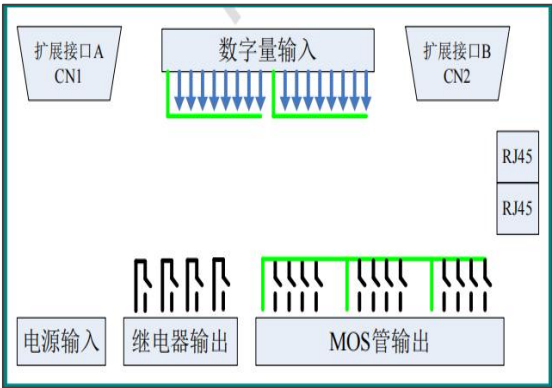 扩展接口A
CN1
数字量输入
扩展接口B
CN2
RJ45
RJ45
电源输入
继电器输出
MOS管输出